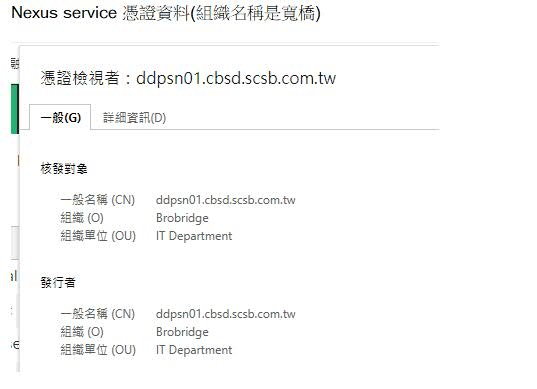 Nexus service 憑證資料(組織名稱是寬橋)
憑證檢視者：ddpsn01.cbsd.scsb.com.tw
一般(G) 詳細資訊(D)
核發對象
一般名稱 (CN) ddpsn01.cbsd.scsb.com.tw
組織 (O) Brobridge
組織單位 (OU) IT Department
發行者
一般名稱 (CN) ddpsn01.cbsd.scsb.com.tw
組織 (O) Brobridge
組織單位 (OU) IT Department